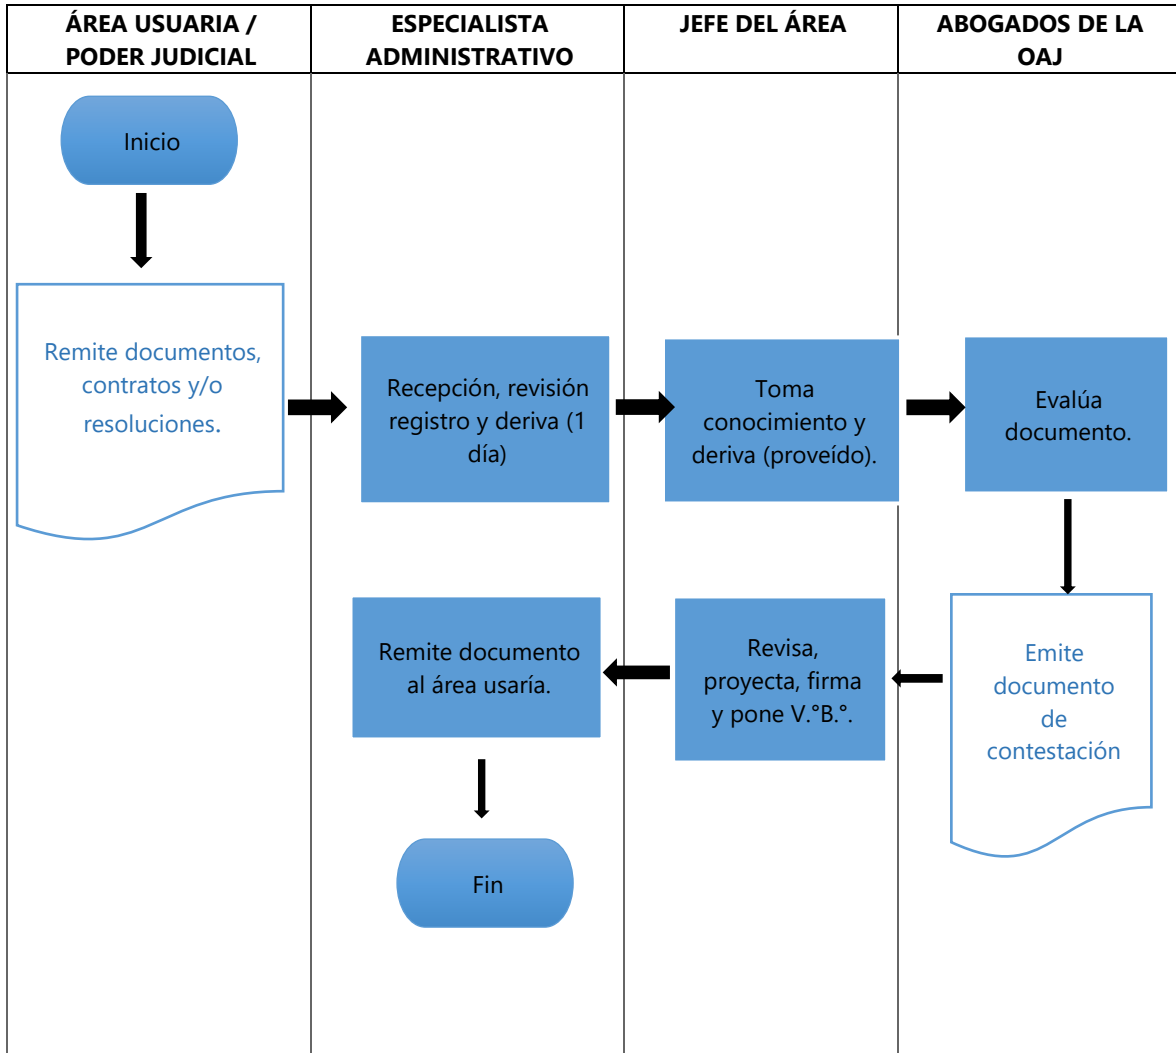 ÁREA USUARIA /
PODER JUDICIAL
ESPECIALISTA
ADMINISTRATIVO
JEFE DEL ÁREA
ABOGADOS DE LA
OAJ
Inicio
Remite documentos,
contratos y/o
resoluciones.
Recepción, revisión
registro y deriva (1
día)
Toma
conocimiento y
deriva (proveído).
Evalúa
documento.
Emite
documento
de
contestación
Revisa,
proyecta, firma
y pone V.°B.°.
Remite documento
al área usaría.
Fin